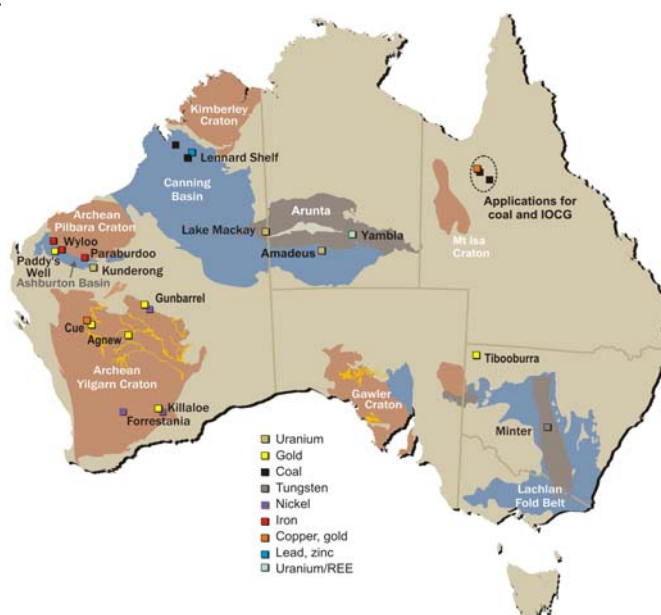 Kimberley
Craton
Lennard Shelf
Canning
Basin
Applications for
coal and IOCG
Mt Isa
Craton
Arunta
Lake Mackay
Yambla
Amadeus
Archean
Pilbara Craton
Wyloo
Paraburdoo
Paddy's
Well
Kunderong
Ashburton Basin
Gunbarrel
Cue
Agnew
Archean
Yilgarn Craton
Killaloe
Forrestania
Gawler
Craton
Tibooburra
Minter
Lachlan
Fold Belt
Uranium
Gold
Coal
Tungsten
Nickel
Iron
Copper, gold
Lead, zinc
Uranium/REE